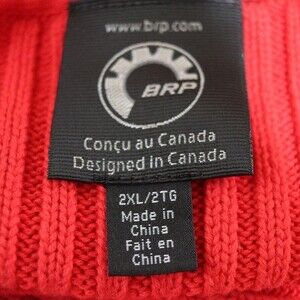 www.brp.com
BRP
Conçu au Canada
Designed in Canada
2XL/2TG
Made in
China
Fait en
China